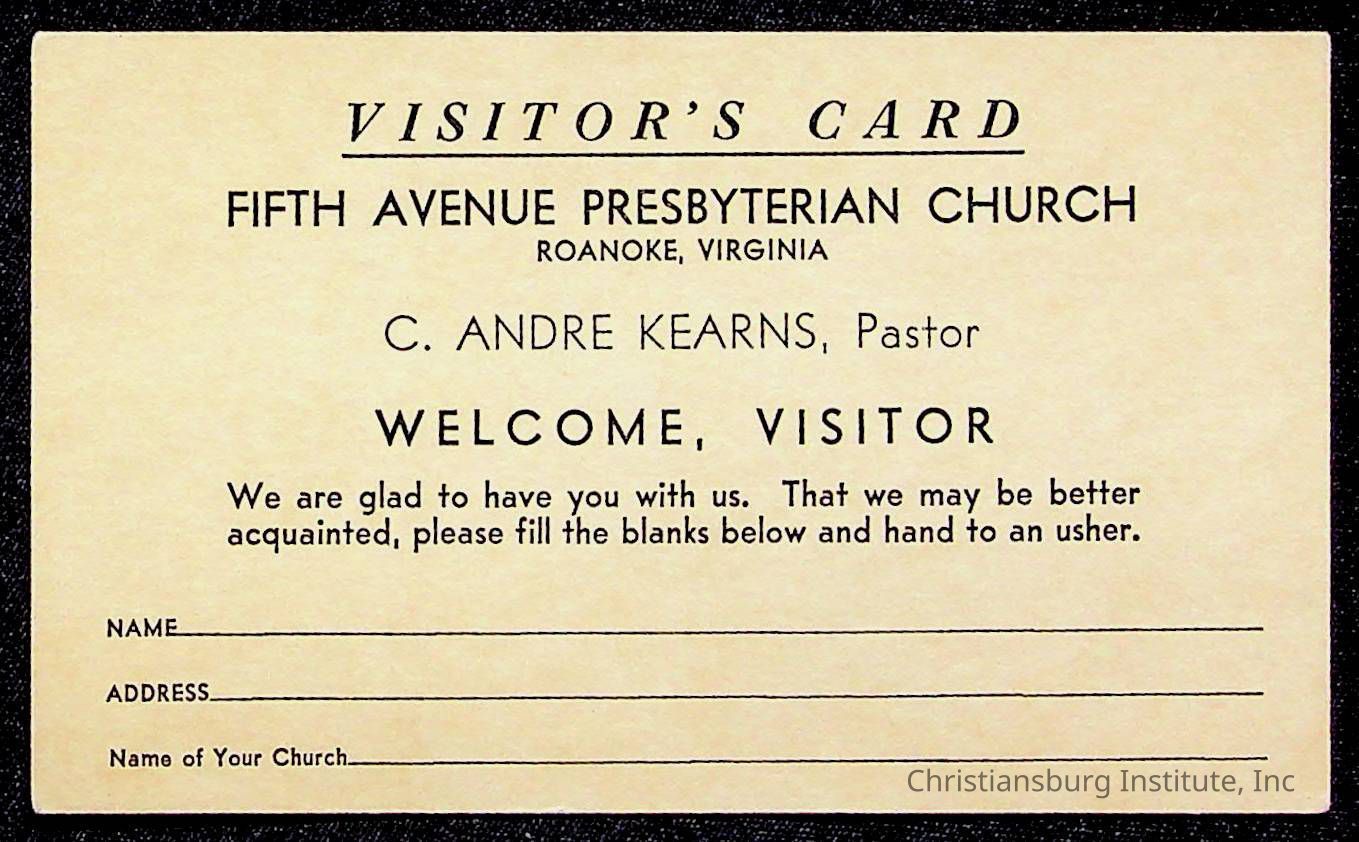 VISITOR'S CARD
FIFTH AVENUE PRESBYTERIAN CHURCH
ROANOKE, VIRGINIA
C. ANDRE KEARNS, Pastor
WELCOME, VISITOR
We are glad to have you with us. That we may be better
acquainted, please fill the blanks below and hand to an usher.
NAME
ADDRESS
Name of Your Church
Christiansburg Institute, Inc